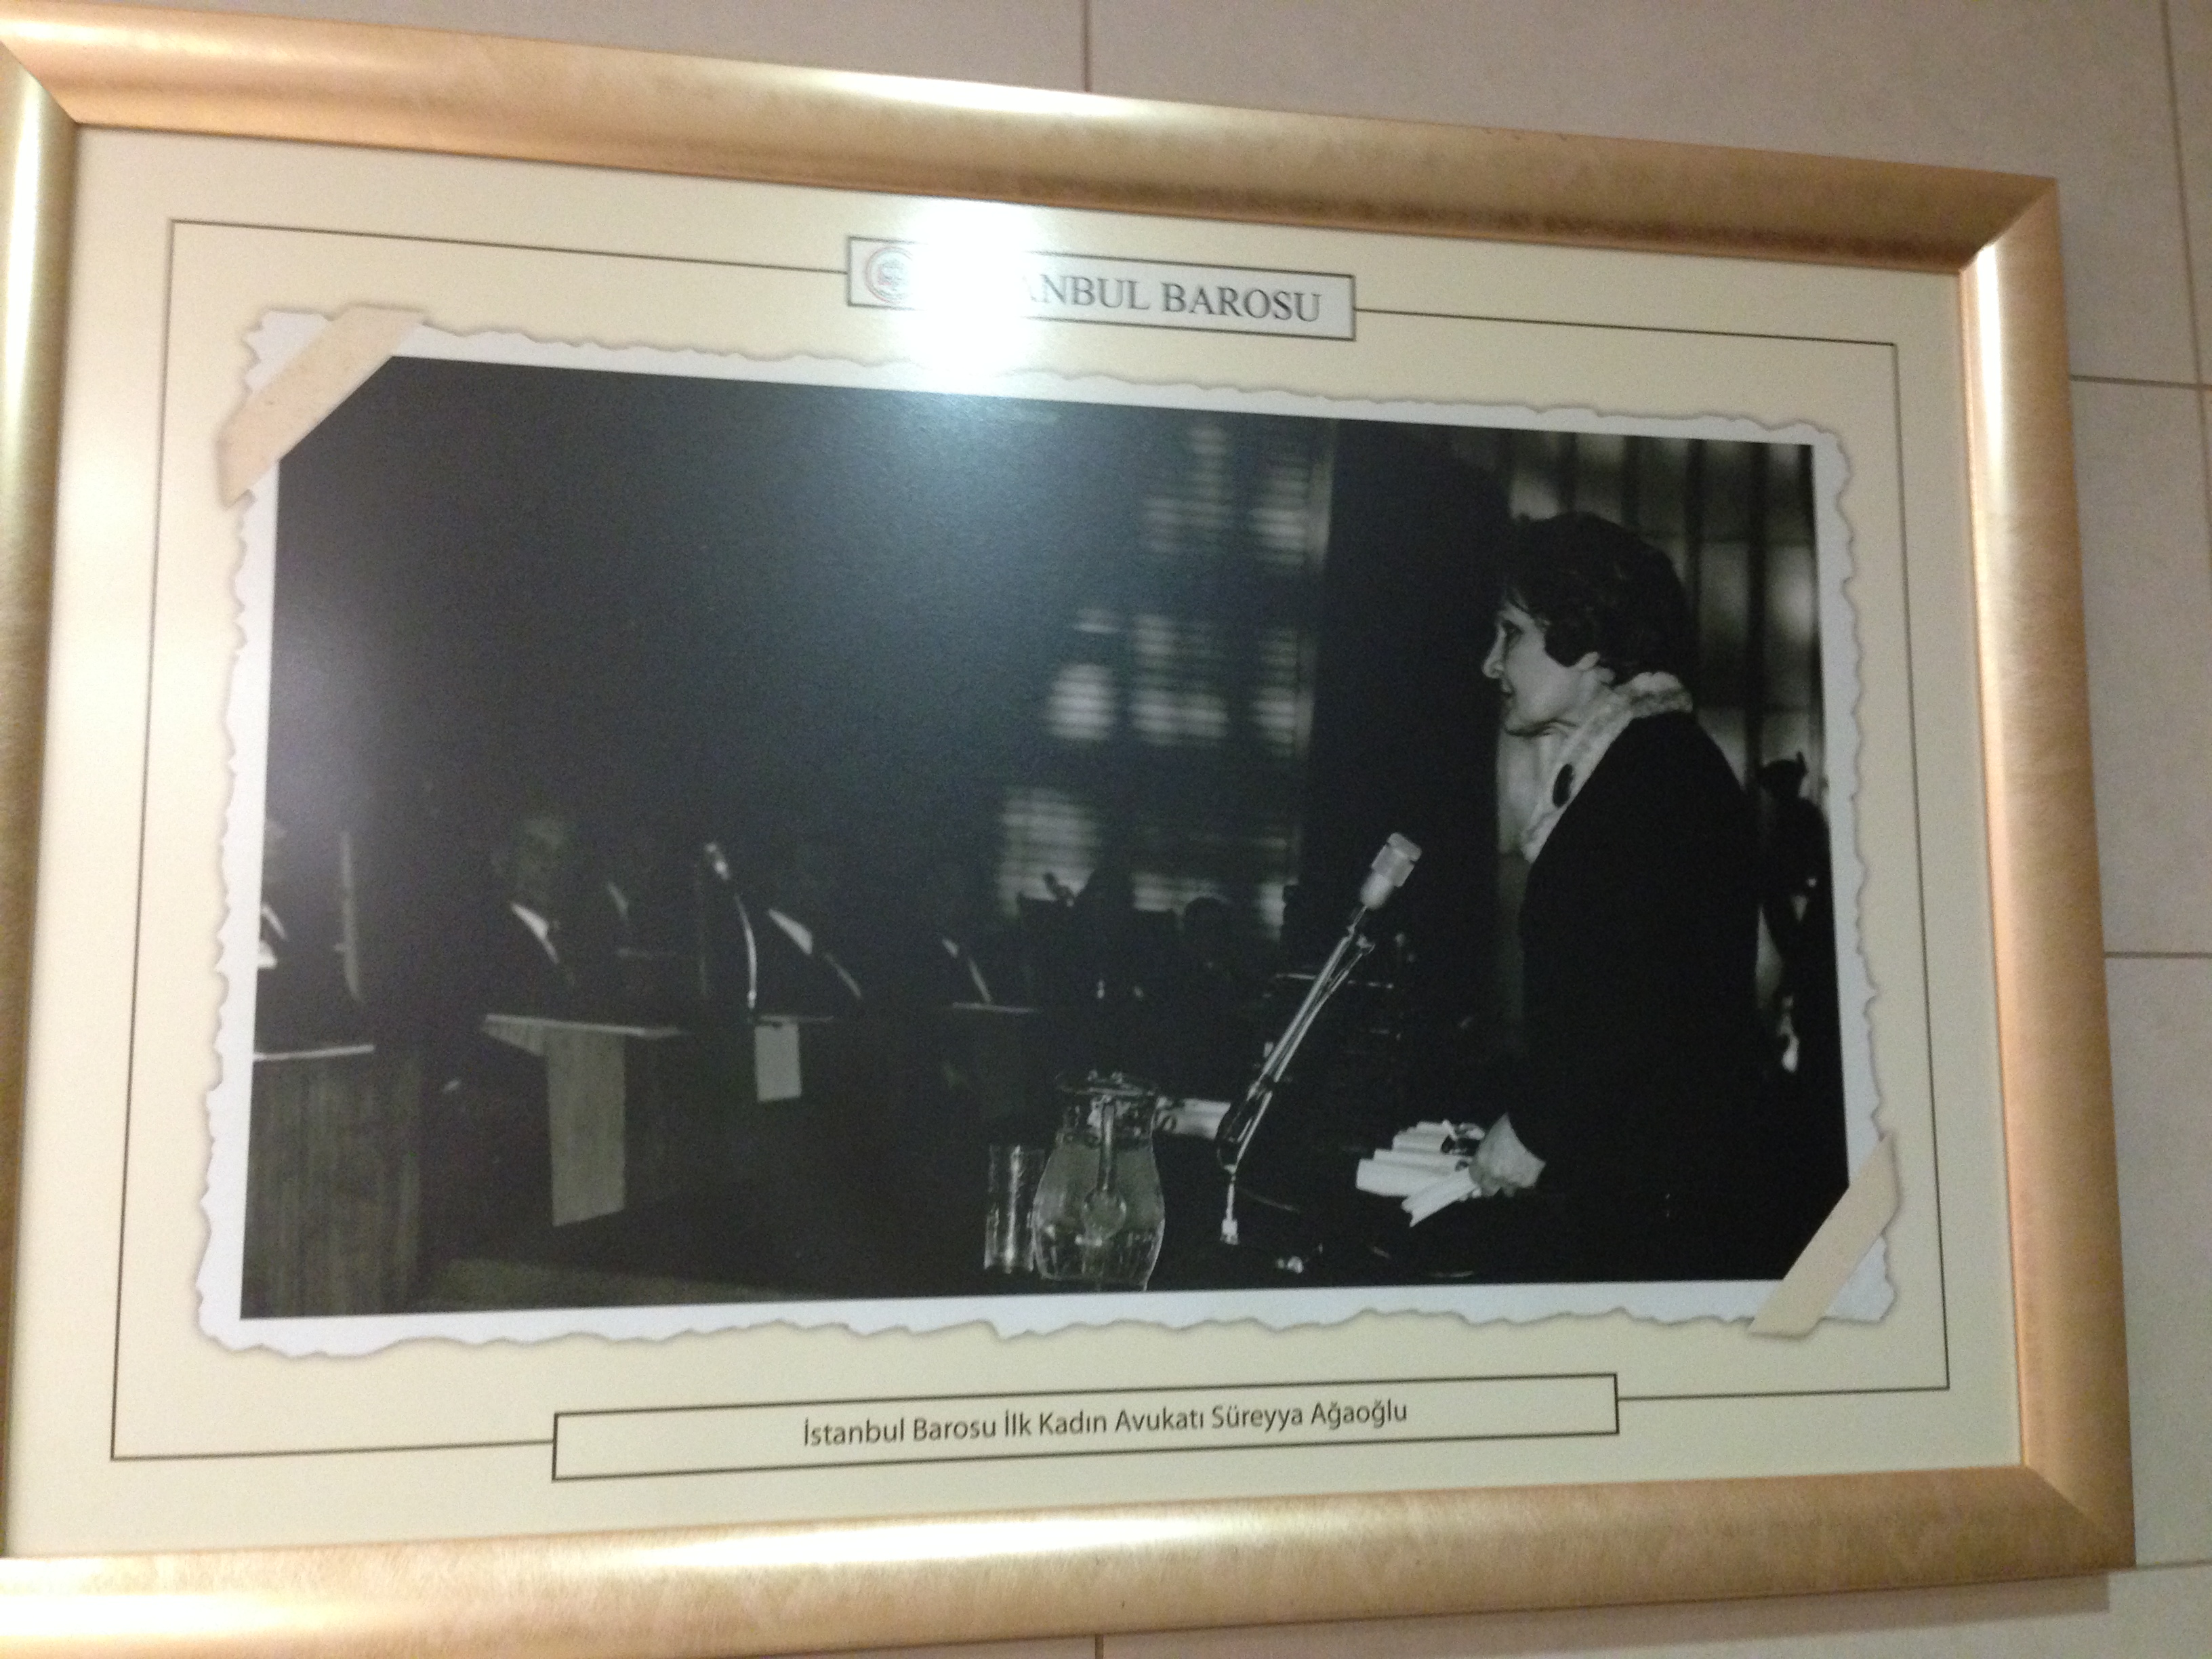 BAROSU
İstanbul Barosu İlk Kadın Avukatı Süreyya Ağaoğlu